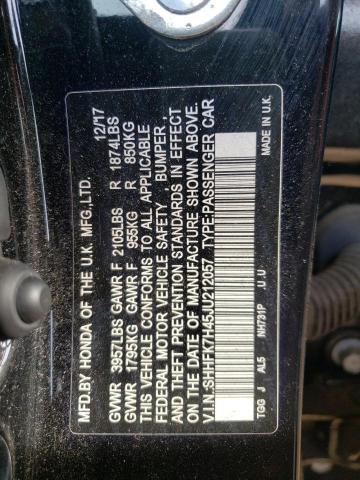 MFD.BY HONDA OF THE U.K. MFG.,LTD. 12/17
GVWR 3957LBS GAWR F 2105LBS R 1874LBS
GVWR 1795KG GAWR F 955KG R 850KG
THIS VEHICLE CONFORMS TO ALL APPLICABLE
FEDERAL MOTOR VEHICLE SAFETY , BUMPER , AND
THEFT PREVENTION STANDARDS IN EFFECT
ON THE DATE OF MANUFACTURE SHOWN ABOVE.
V.I.N.:SHHFK7H45JU212057 TYPE:PASSENGER CAR
TGG J AL5 NH731P U U MADE IN U.K.